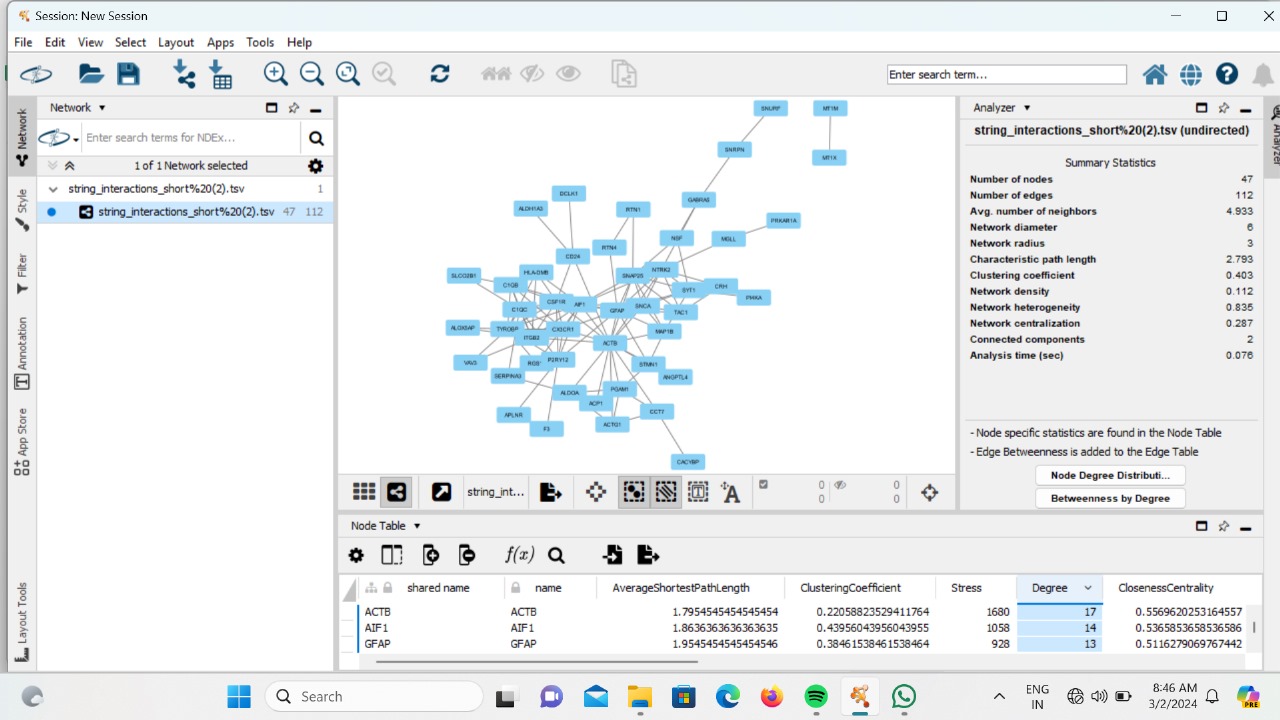 Session: New Session
File Edit View Select Layout Apps Tools Help
Enter search term...
Network
Enter search terms for NDEx...
1 of 1 Network selected
string_interactions_short%20(2).tsv 1
string_interactions_short%20(2).tsv 47 112
Network
Style
Filter
Annotation
App Store
Layout Tools
SNURF
MT1M
SNRPN
MT1X
DCLK1
GABRA5
ALDH1A3
RTN1
PRKAR1A
NSF
MGLL
RTN4
CD24
HLA-DMB
SNAP25
NTRK2
SLCO2B1
C1QB
SYT1
CRH
CSF1R
AIF1
SNCA
C1QC
GFAP
TAC1
ALOX5AP
TYROBP
CX3CR1
MAP1B
ITGB2
ACTB
VAV3
RGS1
P2RY12
STMN1
SERPINA3
ANGPTL4
ALDOA
PGAM1
ACP1
APLNR
CCT7
ACTG1
F3
CACYBP
string_int...
0
0
0
0
Analyzer
string_interactions_short%20(2).tsv (undirected)
Summary Statistics
Number of nodes 47
Number of edges 112
Avg. number of neighbors 4.933
Network diameter 6
Network radius 3
Characteristic path length 2.793
Clustering coefficient 0.403
Network density 0.112
Network heterogeneity 0.835
Network centralization 0.287
Connected components 2
Analysis time (sec) 0.076
- Node specific statistics are found in the Node Table
- Edge Betweenness is added to the Edge Table
Node Degree Distributi...
Betweenness by Degree
Node Table
f(x)
shared name name AverageShortestPathLength ClusteringCoefficient Stress Degree ClosenessCentrality
ACTB ACTB 1.7954545454545454 0.22058823529411764 1680 17 0.5569620253164557
AIF1 AIF1 1.8636363636363635 0.43956043956043955 1058 14 0.5365853658536586
GFAP GFAP 1.9545454545454546 0.38461538461538464 928 13 0.5116279069767442
Search
ENG
IN
8:46 AM
3/2/2024
PRE